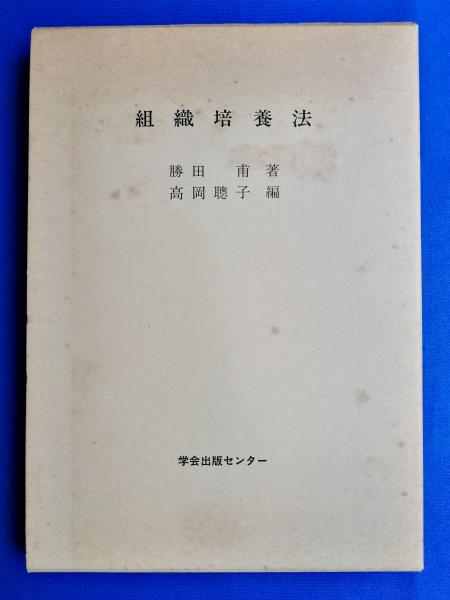 組織培養法
勝田 甫 著
高岡聰子 編
学会出版センター